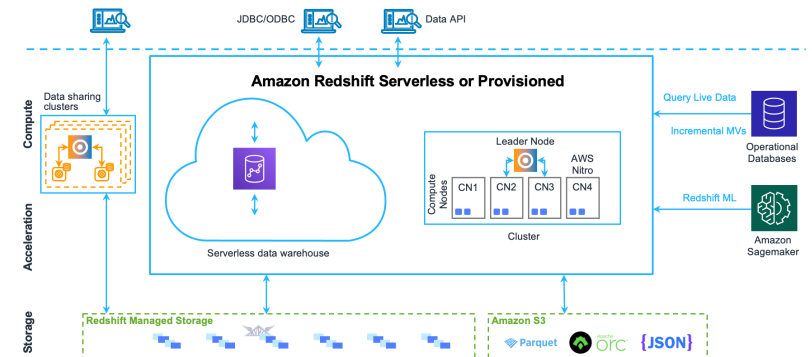 JDBC/ODBC
Data API
Amazon Redshift Serverless or Provisioned
Data sharing
clusters
Compute
Query Live Data
Incremental MVs
Operational
Databases
Leader Node
AWS
Nitro
Compute
Nodes
CN1
CN2
CN3
CN4
Cluster
Redshift ML
Amazon
Sagemaker
Acceleration
Serverless data warehouse
Storage
Redshift Managed Storage
Amazon S3
Parquet
Apache
orc
{JSON}